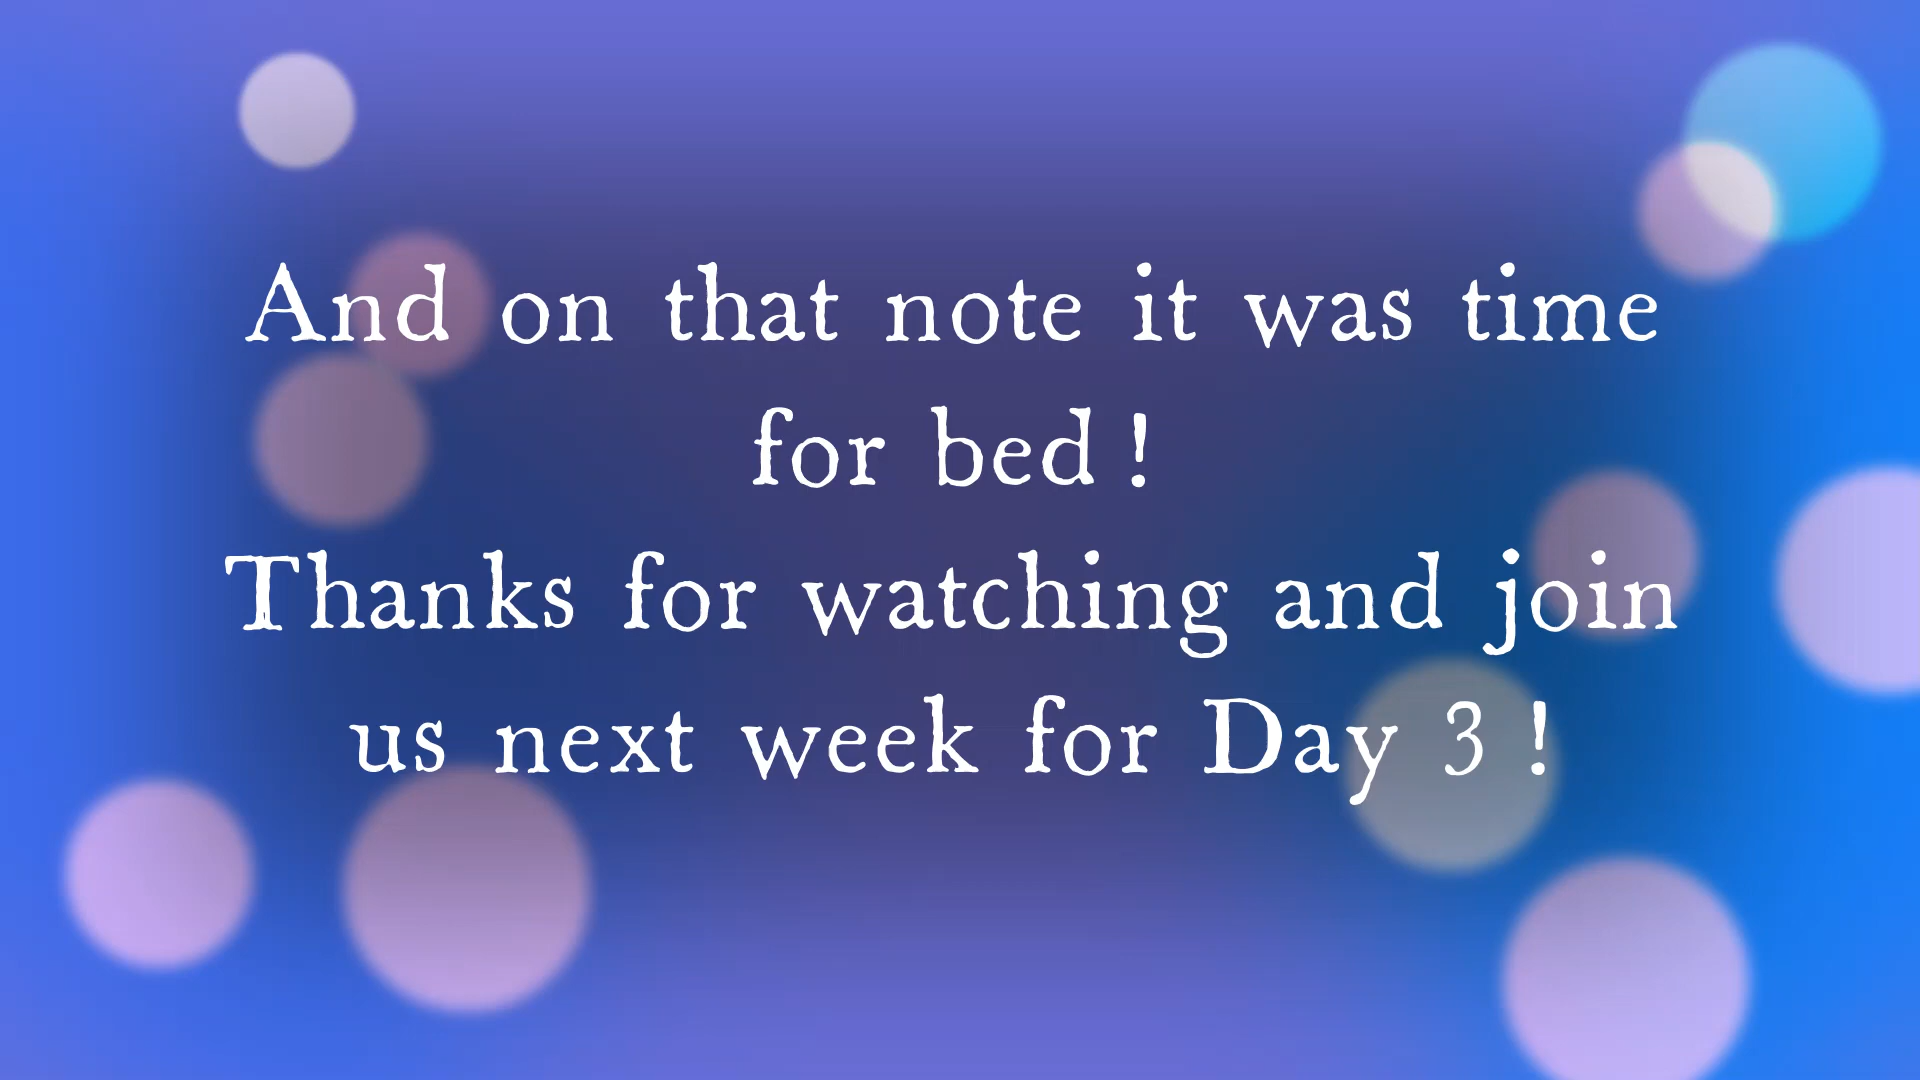 And on that note it was time
for bed !
Thanks for watching and join
us next week for Day 3 !